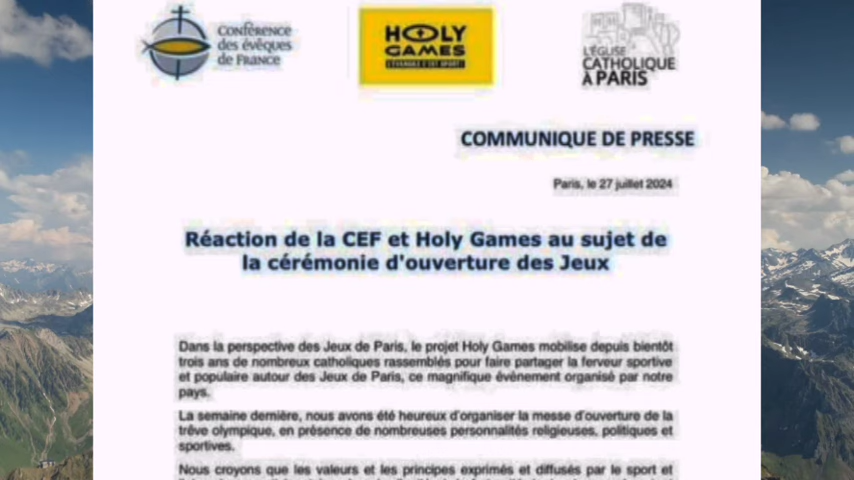 Conférence
des évêques
de France
HOLY
GAMES
L'ÉVANGILE C'EST SPORT !
L'ÉGLISE
CATHOLIQUE
À PARIS
COMMUNIQUE DE PRESSE
Paris, le 27 juillet 2024
Réaction de la CEF et Holy Games au sujet de
la cérémonie d'ouverture des Jeux
Dans la perspective des Jeux de Paris, le projet Holy Games mobilise depuis bientôt
trois ans de nombreux catholiques rassemblés pour faire partager la ferveur sportive
et populaire autour des Jeux de Paris, ce magnifique événement organisé par notre
pays.
La semaine dernière, nous avons été heureux d'organiser la messe d'ouverture de la
trêve olympique, en présence de nombreuses personnalités religieuses, politiques et
sportives.
Nous croyons que les valeurs et les principes exprimés et diffusés par le sport et